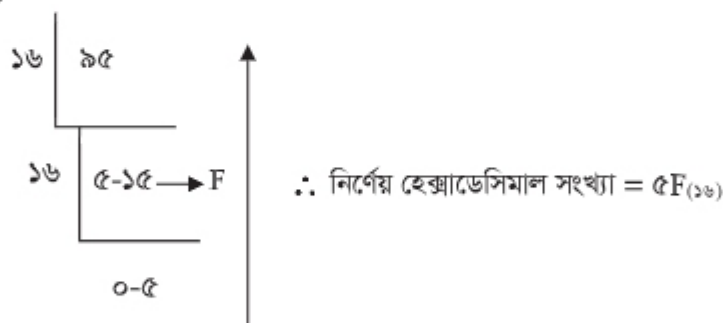 ১৬ ৯৫
১৬ ৫-১৫ → F
∴ নির্ণেয় হেক্সাডেসিমাল সংখ্যা = ৫F(১৬)
০-৫